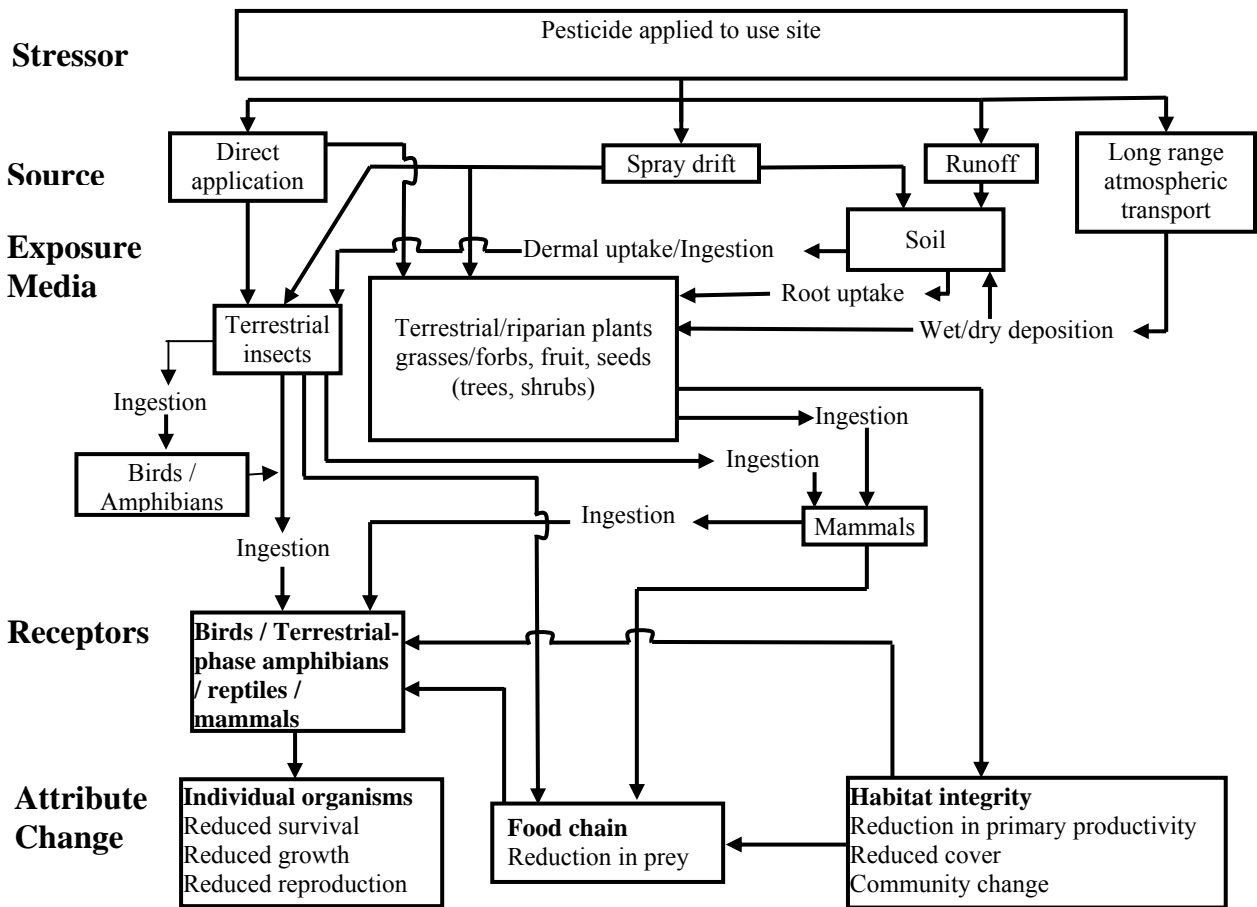 Pesticide applied to use site
Stressor
Direct
application
Spray drift
Runoff
Long range
atmospheric
transport
Source
Exposure
Media
Dermal uptake/Ingestion
Soil
Root uptake
Wet/dry deposition
Terrestrial
insects
Terrestrial/riparian plants
grasses/forbs, fruit, seeds
(trees, shrubs)
Ingestion
Ingestion
Ingestion
Birds /
Amphibians
Ingestion
Mammals
Ingestion
Receptors
Birds / Terrestrial-
phase amphibians
/ reptiles /
mammals
Attribute
Change
Individual organisms
Reduced survival
Reduced growth
Reduced reproduction
Food chain
Reduction in prey
Habitat integrity
Reduction in primary productivity
Reduced cover
Community change